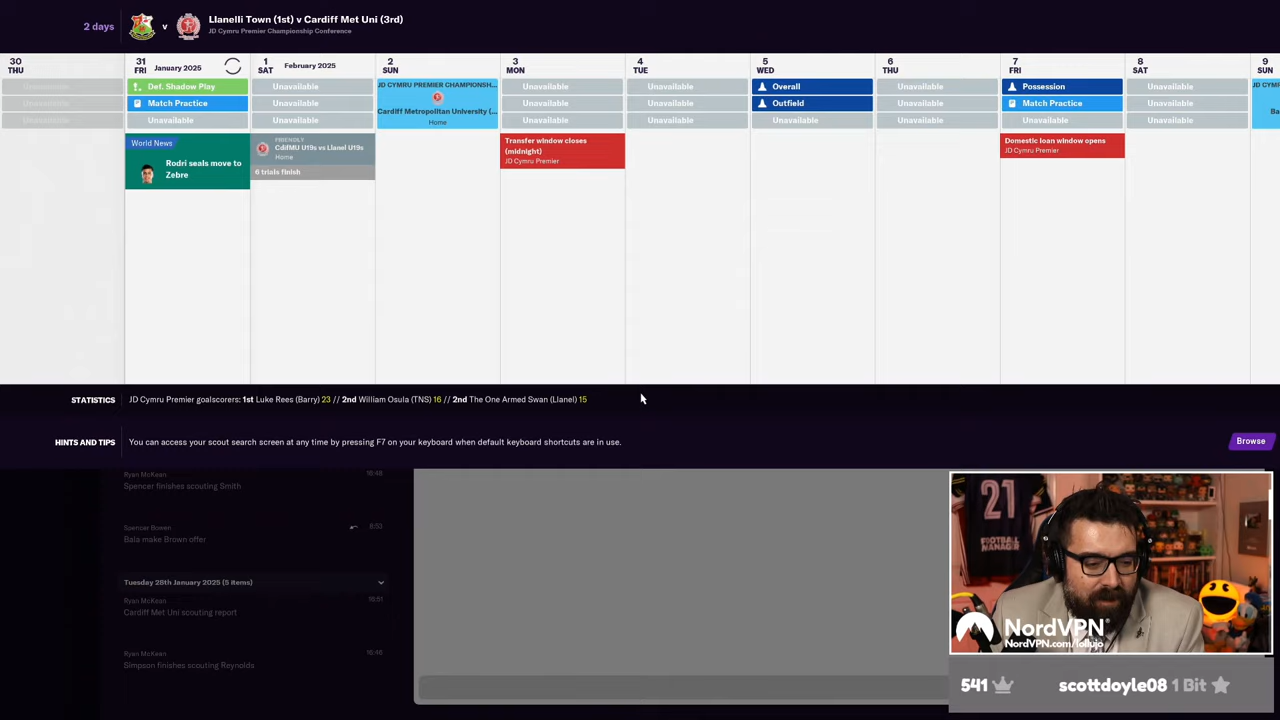 2 days
Llanelli Town (1st) v Cardiff Met Uni (3rd)
v
JD Cymru Premier Championship Conference
30
THU
31
FRI
January 2025
1
SAT
February 2025
2
SUN
3
MON
4
TUE
5
WED
6
THU
7
FRI
8
SAT
9
SUN
Def. Shadow Play
Unavailable
JD CYMRU PREMIER CHAMPIONSH...
Unavailable
Unavailable
Overall
Unavailable
Possession
Unavailable
JD CYM
Match Practice
Unavailable
Cardiff Metropolitan University (...
Unavailable
Unavailable
Outfield
Unavailable
Match Practice
Unavailable
Ba
Unavailable
Unavailable
Home
Unavailable
Unavailable
Unavailable
Unavailable
Unavailable
Unavailable
World News
Rodri seals move to
Zebre
FRIENDLY
CdifMU U19s vs Llanel U19s
Home
6 trials finish
Transfer window closes
(midnight)
JD Cymru Premier
Domestic loan window opens
JD Cymru Premier
STATISTICS
JD Cymru Premier goalscorers: 1st Luke Rees (Barry) 23 // 2nd William Osula (TNS) 16 // 2nd The One Armed Swan (Llanel) 15
HINTS AND TIPS
You can access your scout search screen at any time by pressing F7 on your keyboard when default keyboard shortcuts are in use.
Browse
Ryan McKean
Spencer finishes scouting Smith
Spencer Bowen
Bala make Brown offer
Tuesday 28th January 2025 (5 items)
Ryan McKean
Cardiff Met Uni scouting report
Ryan McKean
Simpson finishes scouting Reynolds
21
FOOTBALL
MANAGER
NordVPN®
NordVPN.com/lollujo
541
scottdoyle08 1 Bit